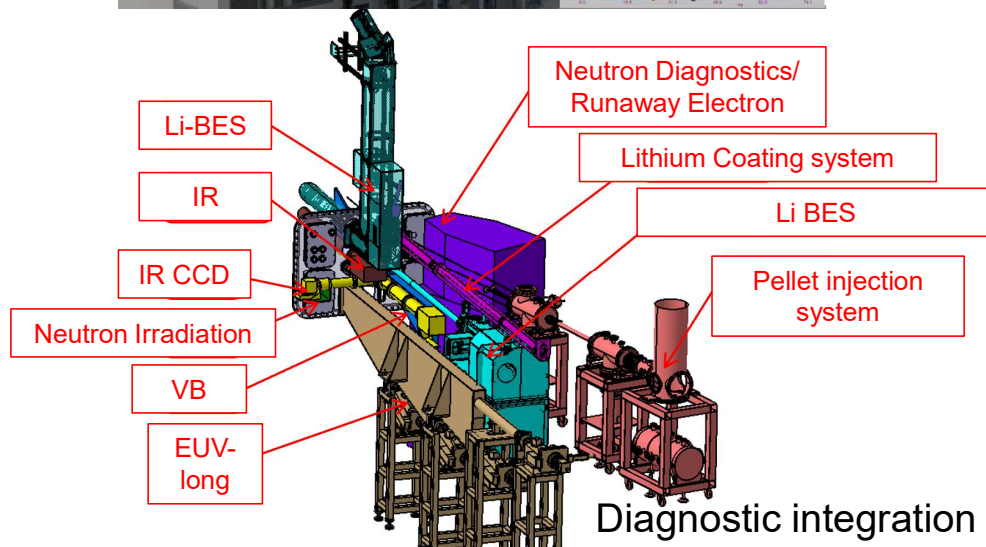 Neutron Diagnostics/
Runaway Electron
Li-BES
Lithium Coating system
IR
Li BES
IR CCD
Pellet injection
system
Neutron Irradiation
VB
EUV-
long
Diagnostic integration